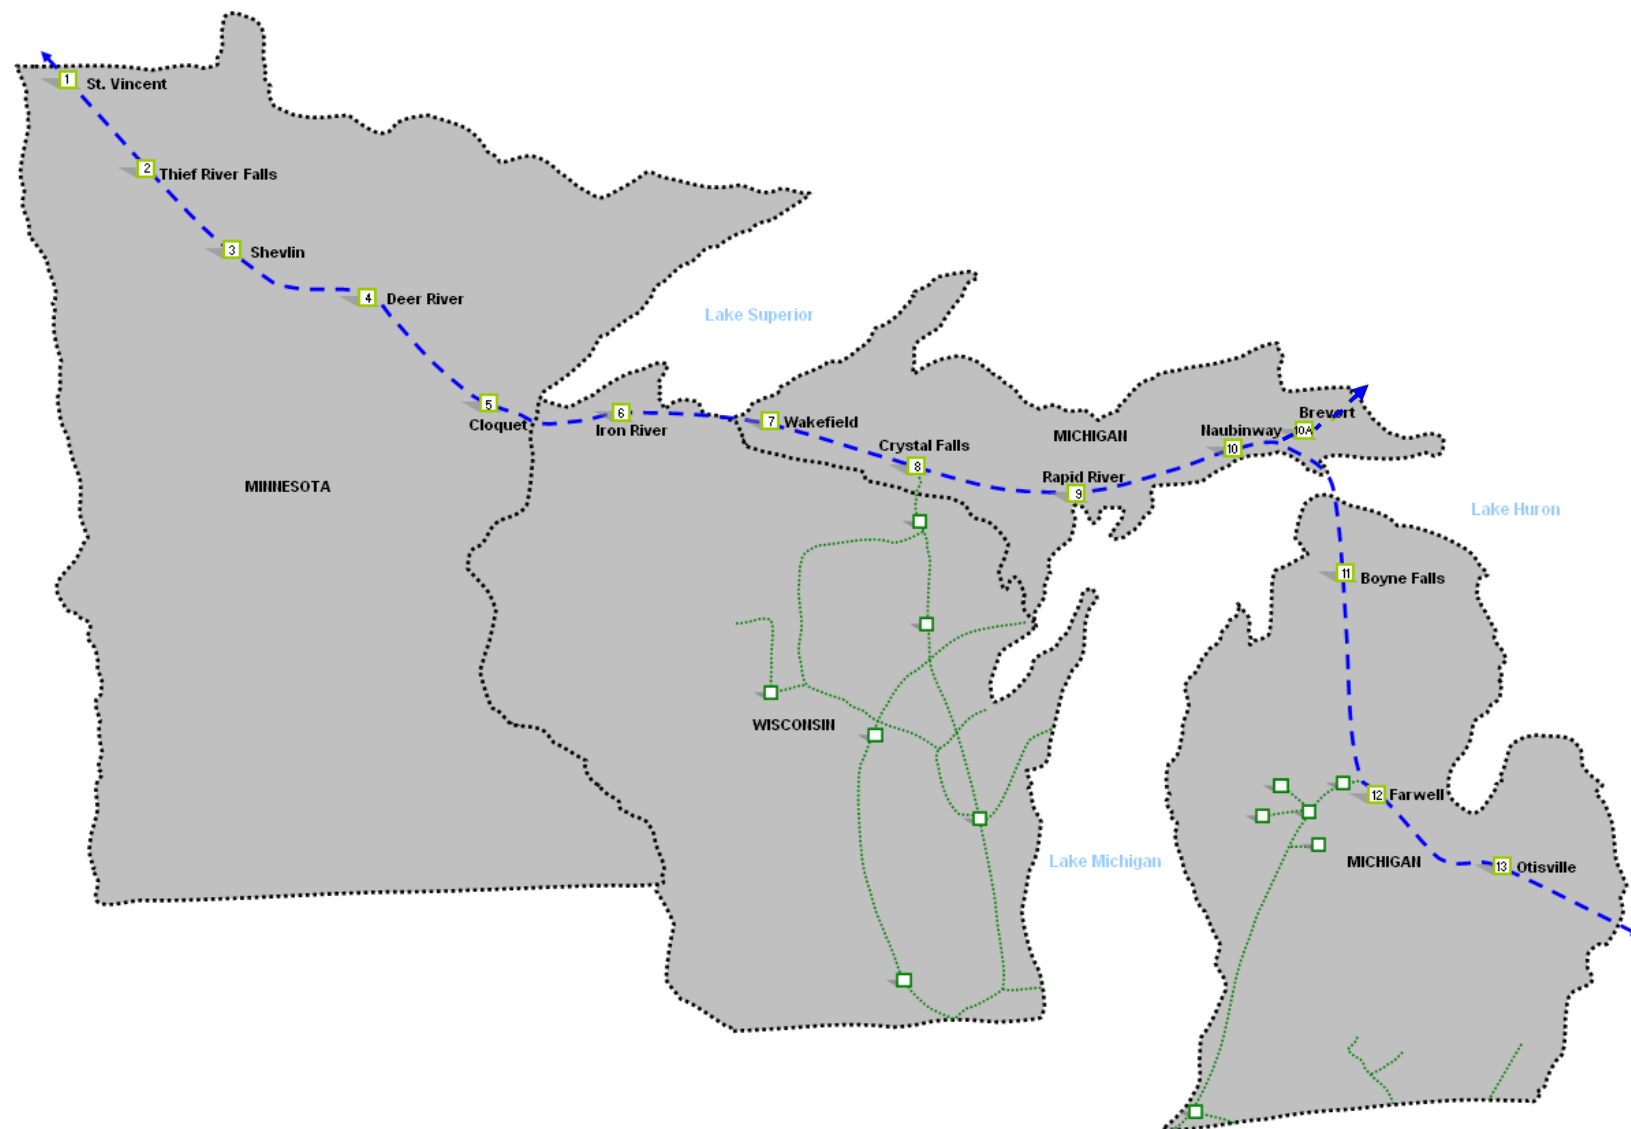 1
St. Vincent
2
Thief River Falls
3
Shevlin
4
Deer River
Lake Superior
5
Cloquet
6
Iron River
7
Wakefield
Crystal Falls
8
MICHIGAN
Rapid River
9
Naubinway
10
Brevort
10A
MINNESOTA
Lake Huron
11
Boyne Falls
WISCONSIN
12
Farwell
Lake Michigan
MICHIGAN
13
Otisville